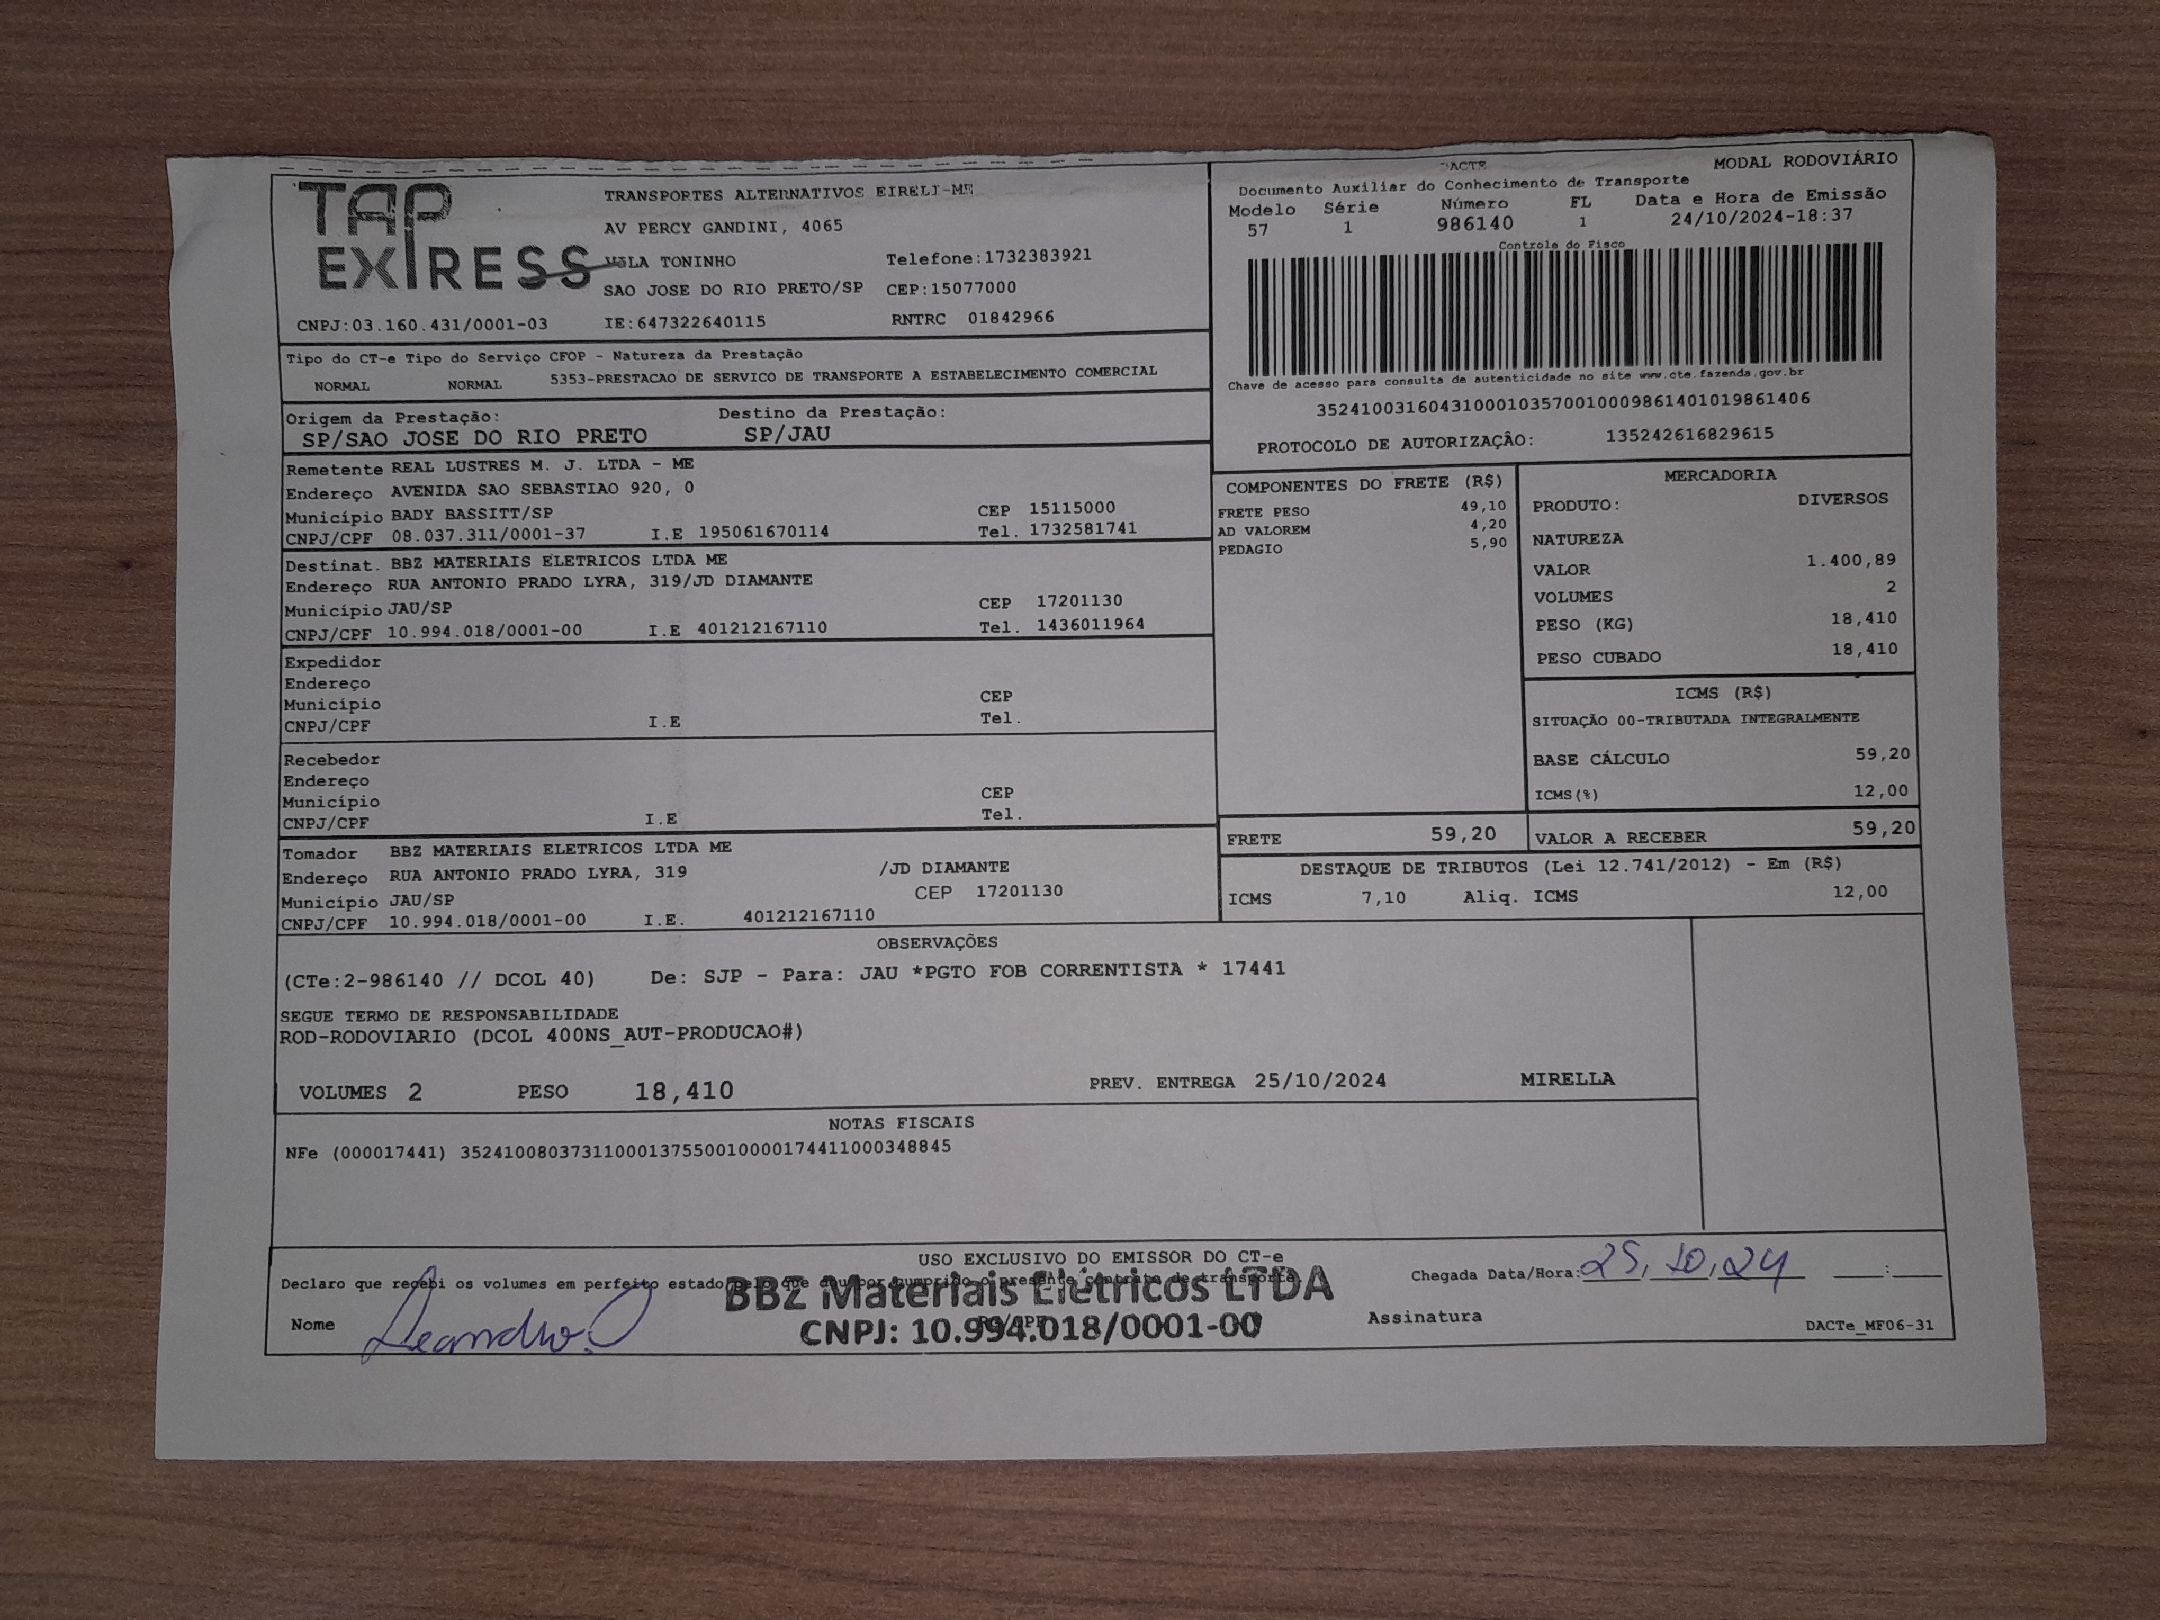 TAP
EXPRESS
TRANSPORTES ALTERNATIVOS EIRELI-ME
AV PERCY GANDINI, 4065
VILA TONINHO Telefone:1732383921
SAO JOSE DO RIO PRETO/SP CEP:15077000
CNPJ:03.160.431/0001-03 IE:647322640115 RNTRC 01842966
DACTE MODAL RODOVIÁRIO
Documento Auxiliar do Conhecimento de Transporte
Modelo Série Número FL Data e Hora de Emissão
57 1 986140 1 24/10/2024-18:37
Controle do Fisco
Chave de acesso para consulta de autenticidade no site www.cte.fazenda.gov.br
35241003160431000103570010009861401019861406
PROTOCOLO DE AUTORIZAÇÃO: 135242616829615
Tipo do CT-e Tipo do Serviço CFOP - Natureza da Prestação
NORMAL NORMAL 5353-PRESTACAO DE SERVICO DE TRANSPORTE A ESTABELECIMENTO COMERCIAL
Origem da Prestação: Destino da Prestação:
SP/SAO JOSE DO RIO PRETO SP/JAU
Remetente REAL LUSTRES M. J. LTDA - ME
Endereço AVENIDA SAO SEBASTIAO 920, 0
Município BADY BASSITT/SP CEP 15115000
CNPJ/CPF 08.037.311/0001-37 I.E 195061670114 Tel. 1732581741
Destinat. BBZ MATERIAIS ELETRICOS LTDA ME
Endereço RUA ANTONIO PRADO LYRA, 319/JD DIAMANTE
Município JAU/SP CEP 17201130
CNPJ/CPF 10.994.018/0001-00 I.E 401212167110 Tel. 1436011964
Expedidor
Endereço
Município CEP
CNPJ/CPF I.E Tel.
Recebedor
Endereço
Município CEP
CNPJ/CPF I.E Tel.
Tomador BBZ MATERIAIS ELETRICOS LTDA ME
Endereço RUA ANTONIO PRADO LYRA, 319 /JD DIAMANTE
Município JAU/SP CEP 17201130
CNPJ/CPF 10.994.018/0001-00 I.E. 401212167110
COMPONENTES DO FRETE (R$)
FRETE PESO 49,10
AD VALOREM 4,20
PEDAGIO 5,90
MERCADORIA
PRODUTO: DIVERSOS
NATUREZA
VALOR 1.400,89
VOLUMES 2
PESO (KG) 18,410
PESO CUBADO 18,410
ICMS (R$)
SITUAÇÃO 00-TRIBUTADA INTEGRALMENTE
BASE CÁLCULO 59,20
ICMS(%) 12,00
FRETE 59,20 VALOR A RECEBER 59,20
DESTAQUE DE TRIBUTOS (Lei 12.741/2012) - Em (R$)
ICMS 7,10 Aliq. ICMS 12,00
OBSERVAÇÕES
(CTe:2-986140 // DCOL 40) De: SJP - Para: JAU *PGTO FOB CORRENTISTA * 17441
SEGUE TERMO DE RESPONSABILIDADE
ROD-RODOVIARIO (DCOL 400NS_AUT-PRODUCAO#)
VOLUMES 2 PESO 18,410 PREV. ENTREGA 25/10/2024 MIRELLA
NOTAS FISCAIS
NFe (000017441) 35241008037311000137550010000174411000348845
USO EXCLUSIVO DO EMISSOR DO CT-e
Declaro que recebi os volumes em perfeito estado pelo que dou por cumprido o presente contrato de transporte.
Chegada Data/Hora: 25, 10, 24 :
BBZ Materiais Elétricos LTDA
CNPJ: 10.994.018/0001-00
Nome Leandro. Assinatura
DACTe_MF06-31